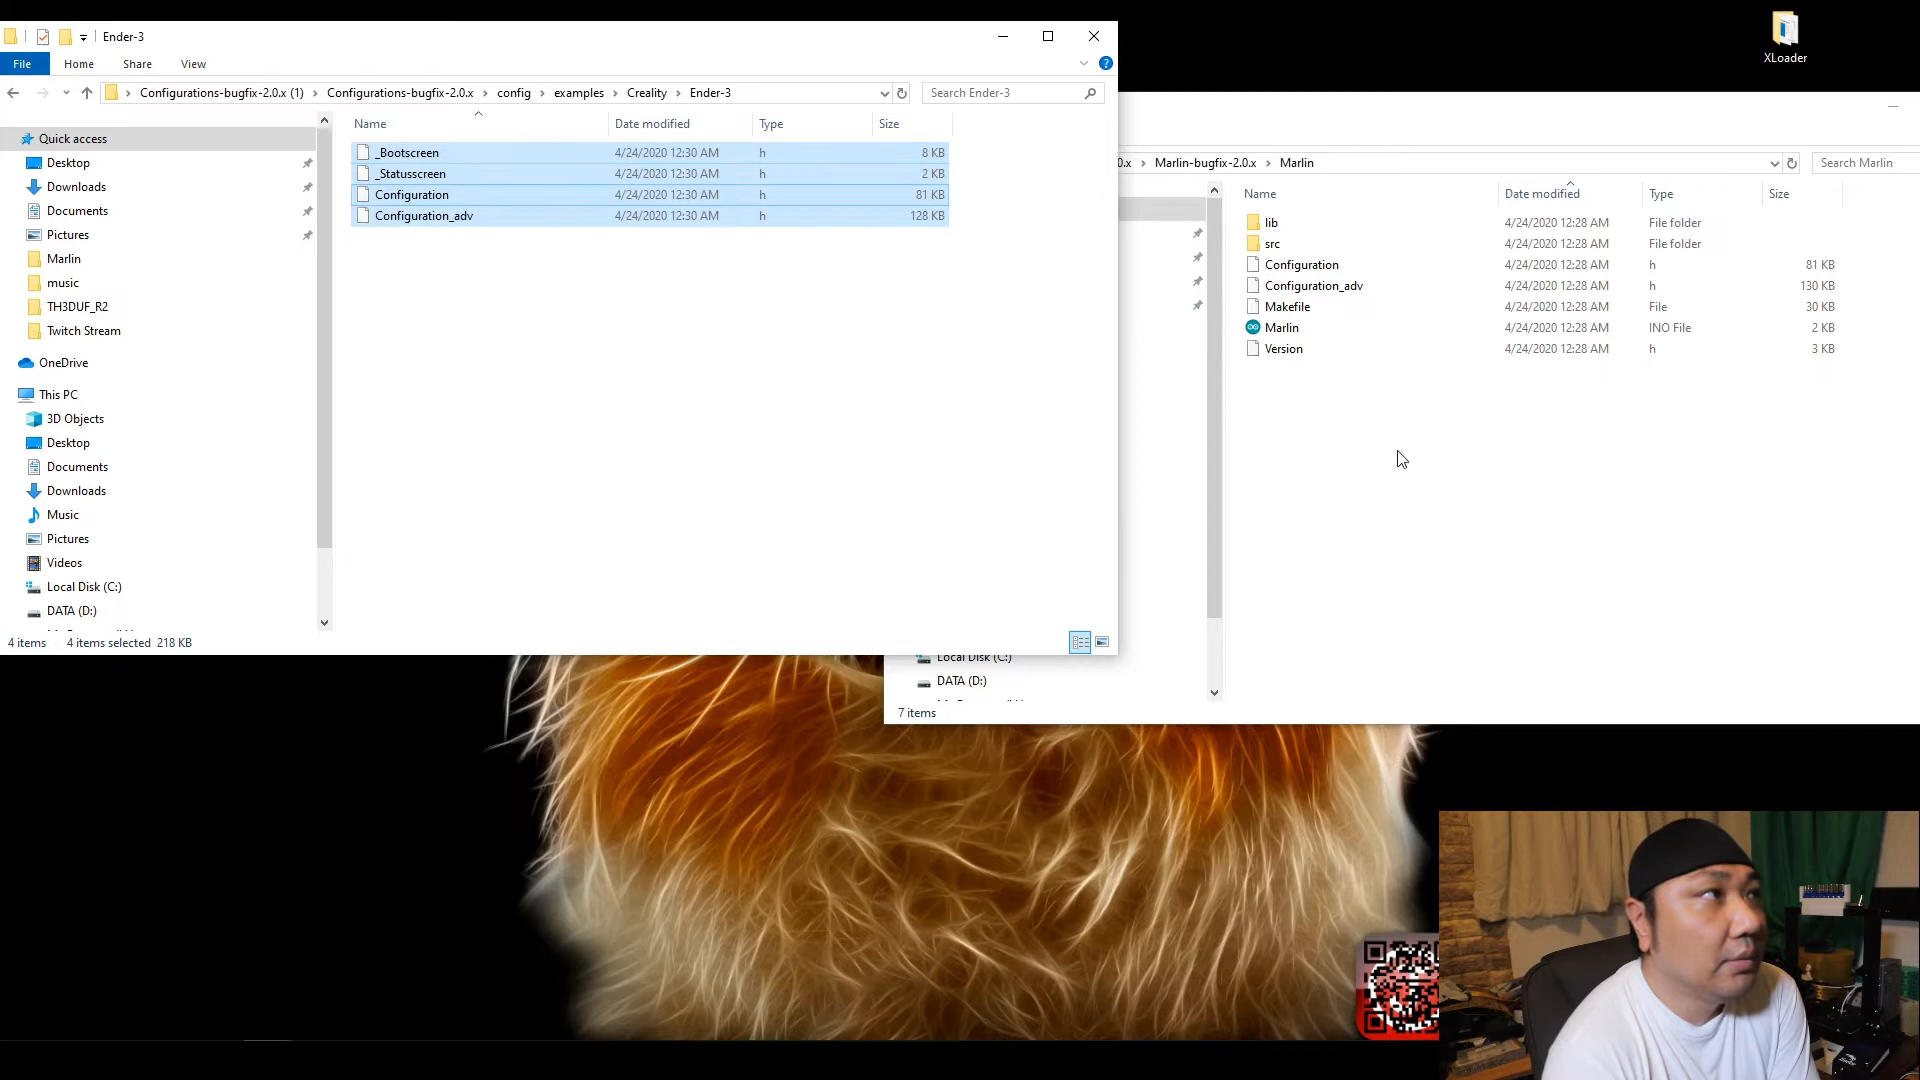 Ender-3
File Home Share View
Configurations-bugfix-2.0.x (1) Configurations-bugfix-2.0.x config examples Creality Ender-3
Search Ender-3
Name Date modified Type Size
_Bootscreen 4/24/2020 12:30 AM h 8 KB
_Statusscreen 4/24/2020 12:30 AM h 2 KB
Configuration 4/24/2020 12:30 AM h 81 KB
Configuration_adv 4/24/2020 12:30 AM h 128 KB
Quick access
Desktop
Downloads
Documents
Pictures
Marlin
music
TH3DUF_R2
Twitch Stream
OneDrive
This PC
3D Objects
Desktop
Documents
Downloads
Music
Pictures
Videos
Local Disk (C:)
DATA (D:)
4 items 4 items selected 218 KB
XLoader
0.x Marlin-bugfix-2.0.x Marlin
Search Marlin
Name Date modified Type Size
lib 4/24/2020 12:28 AM File folder
src 4/24/2020 12:28 AM File folder
Configuration 4/24/2020 12:28 AM h 81 KB
Configuration_adv 4/24/2020 12:28 AM h 130 KB
Makefile 4/24/2020 12:28 AM File 30 KB
Marlin 4/24/2020 12:28 AM INO File 2 KB
Version 4/24/2020 12:28 AM h 3 KB
Local Disk (C:)
DATA (D:)
7 items